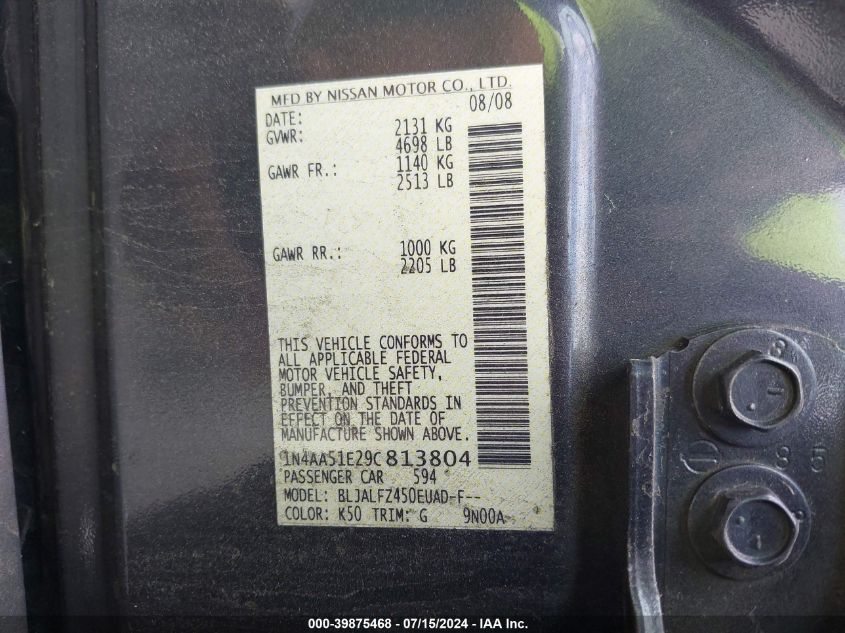 MFD BY NISSAN MOTOR CO., LTD.
DATE: 08/08
GVWR: 2131 KG
4698 LB
GAWR FR.: 1140 KG
2513 LB
GAWR RR.: 1000 KG
2205 LB
THIS VEHICLE CONFORMS TO
ALL APPLICABLE FEDERAL
MOTOR VEHICLE SAFETY,
BUMPER, AND THEFT
PREVENTION STANDARDS IN
EFFECT ON THE DATE OF
MANUFACTURE SHOWN ABOVE.
1N4AA51E29C813804
PASSENGER CAR 594
MODEL: BLJALFZ450EUAD-F--
COLOR: K50 TRIM: G 9N00A
8
8 5
000-39875468 - 07/15/2024 - IAA Inc.